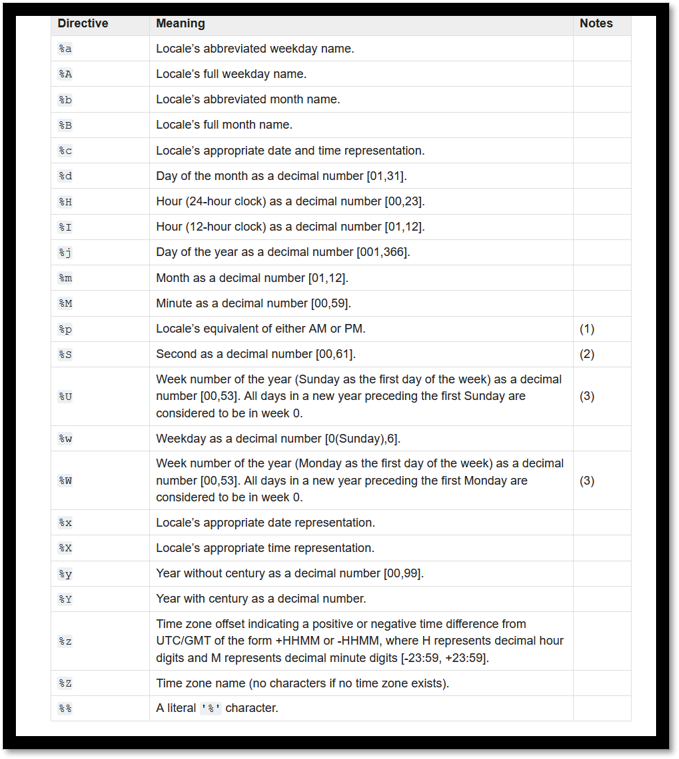 Directive Meaning Notes
%a Locale’s abbreviated weekday name.
%A Locale’s full weekday name.
%b Locale’s abbreviated month name.
%B Locale’s full month name.
%c Locale’s appropriate date and time representation.
%d Day of the month as a decimal number [01,31].
%H Hour (24-hour clock) as a decimal number [00,23].
%I Hour (12-hour clock) as a decimal number [01,12].
%j Day of the year as a decimal number [001,366].
%m Month as a decimal number [01,12].
%M Minute as a decimal number [00,59].
%p Locale’s equivalent of either AM or PM. (1)
%S Second as a decimal number [00,61]. (2)
Week number of the year (Sunday as the first day of the week) as a decimal
%U number [00,53]. All days in a new year preceding the first Sunday are (3)
considered to be in week 0.
%w Weekday as a decimal number [0(Sunday),6].
Week number of the year (Monday as the first day of the week) as a decimal
%W number [00,53]. All days in a new year preceding the first Monday are (3)
considered to be in week 0.
%x Locale’s appropriate date representation.
%X Locale’s appropriate time representation.
%y Year without century as a decimal number [00,99].
%Y Year with century as a decimal number.
Time zone offset indicating a positive or negative time difference from
%z UTC/GMT of the form +HHMM or -HHMM, where H represents decimal hour
digits and M represents decimal minute digits [-23:59, +23:59].
%Z Time zone name (no characters if no time zone exists).
%% A literal '%' character.